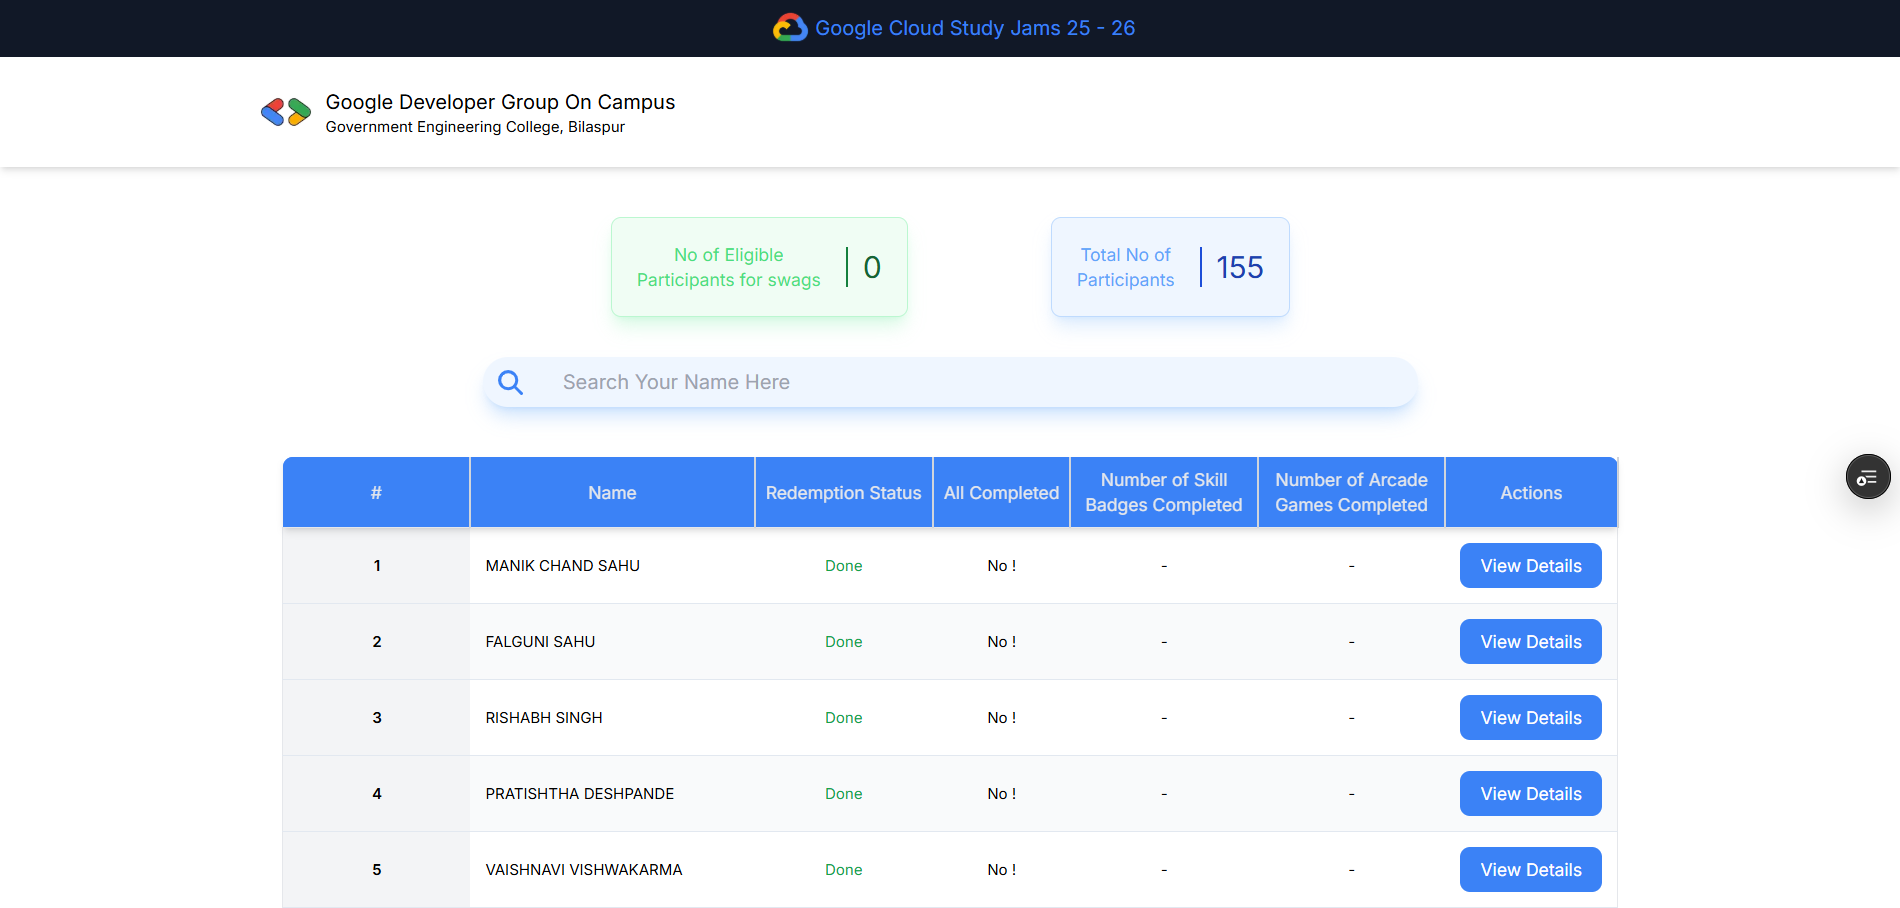 Google Cloud Study Jams 25 - 26
Google Developer Group On Campus
Government Engineering College, Bilaspur
No of Eligible
Participants for swags
0
Total No of
Participants
155
Search Your Name Here
# Name Redemption Status All Completed Number of Skill Badges Completed Number of Arcade Games Completed Actions
1 MANIK CHAND SAHU Done No ! - - View Details
2 FALGUNI SAHU Done No ! - - View Details
3 RISHABH SINGH Done No ! - - View Details
4 PRATISHTHA DESHPANDE Done No ! - - View Details
5 VAISHNAVI VISHWAKARMA Done No ! - - View Details